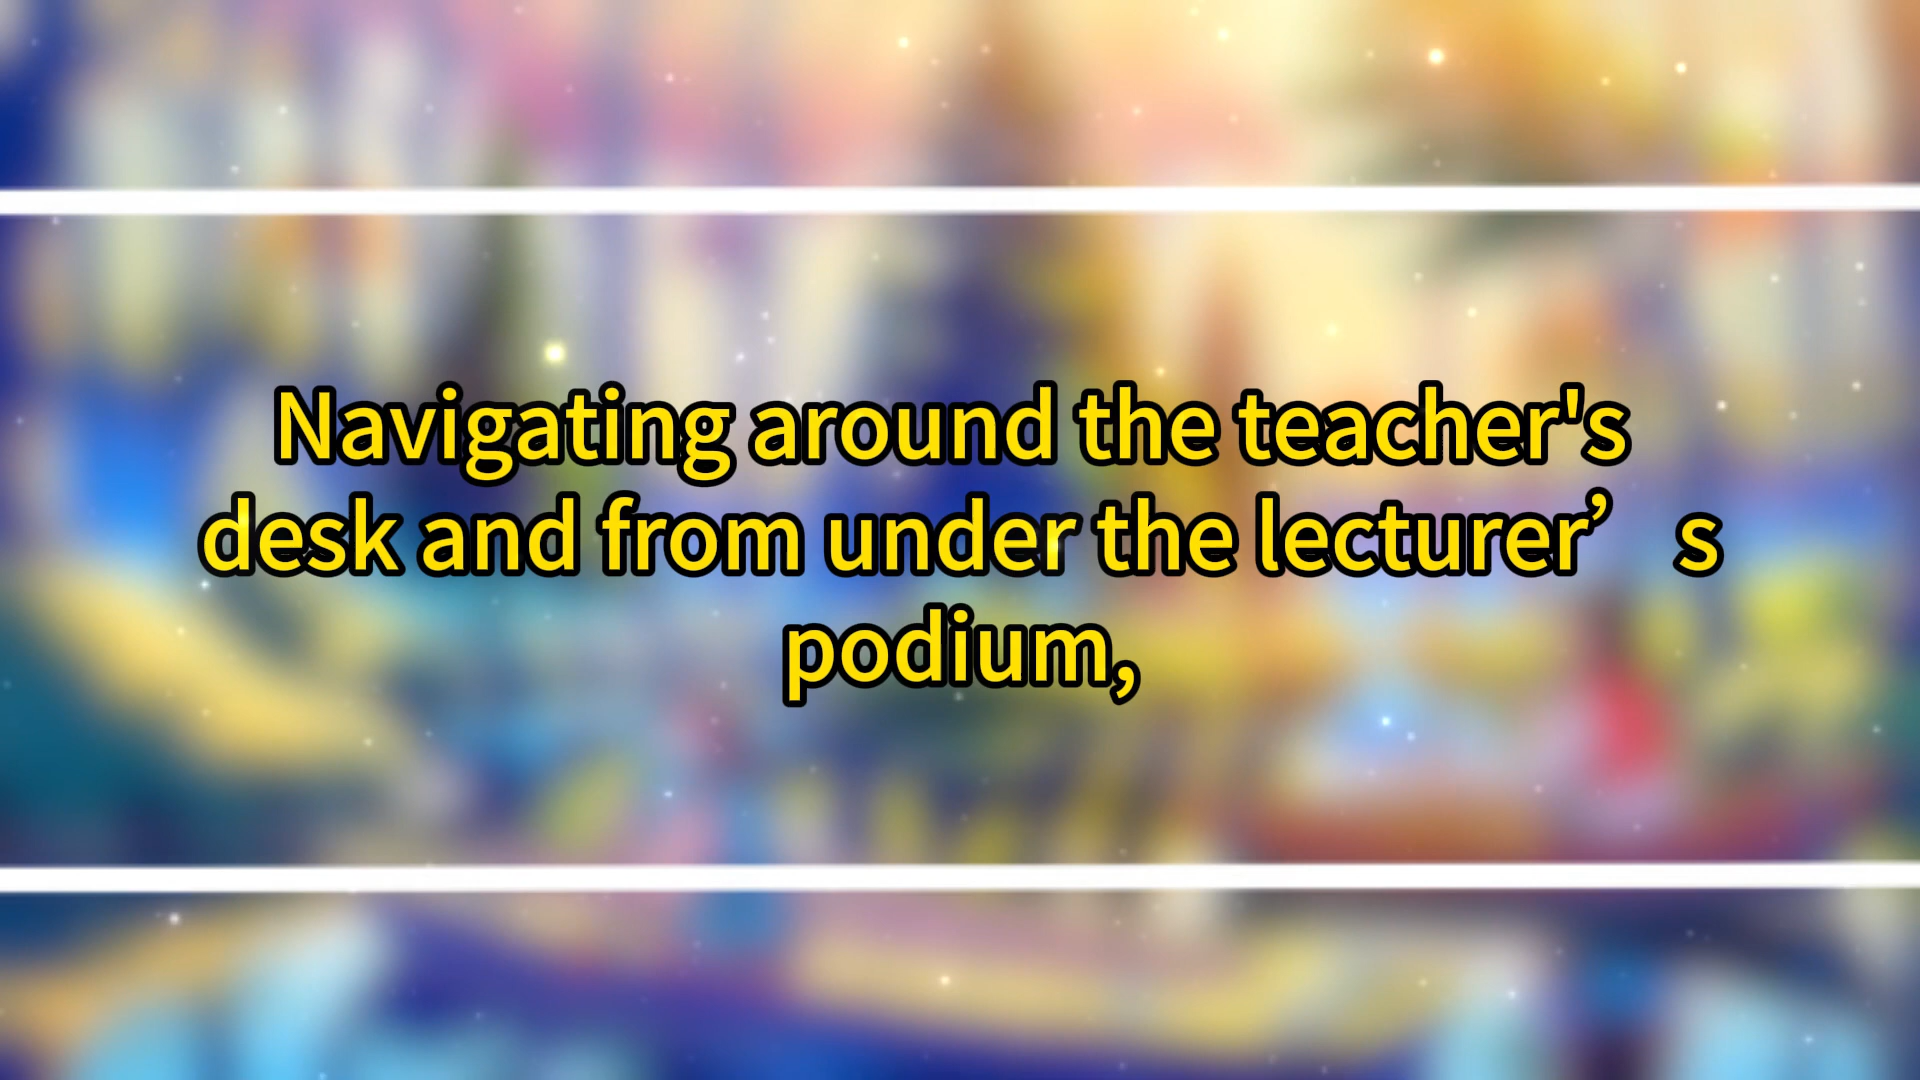 Navigating around the teacher's
desk and from under the lecturer’ s
podium,